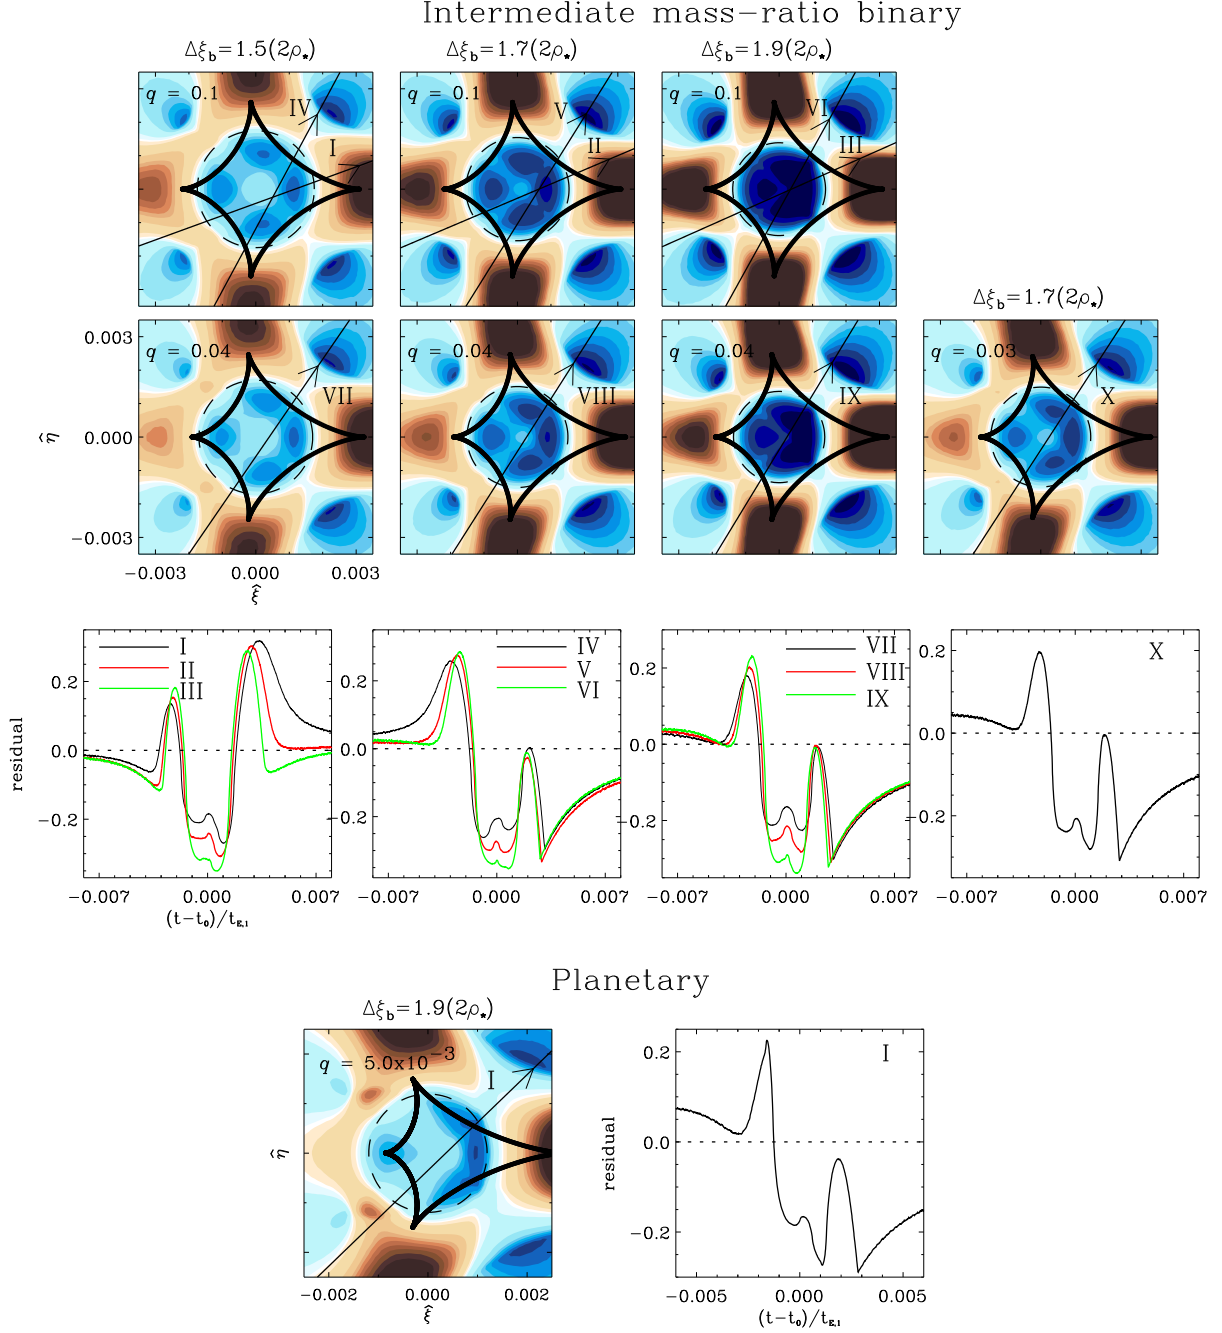 Intermediate mass-ratio binary
Δξb=1.5(2ρ⋆) Δξb=1.7(2ρ⋆) Δξb=1.9(2ρ⋆)
q = 0.1 IV I
q = 0.1 V II
q = 0.1 VI III
Δξb=1.7(2ρ⋆)
q = 0.04 VII
q = 0.04 VIII
q = 0.04 IX
q = 0.03 X
0.003
0.000
-0.003
η̂
-0.003 0.000 0.003
ξ̂
I
II
III
IV
V
VI
VII
VIII
IX
X
residual
0.2 0.2 0.2 0.2
0.0 0.0 0.0 0.0
-0.2 -0.2 -0.2 -0.2
-0.007 0.000 0.007 -0.007 0.000 0.007 -0.007 0.000 0.007 -0.007 0.000 0.007
(t-t0)/tE,1
Planetary
Δξb=1.9(2ρ⋆)
q = 5.0x10-3
I
η̂
-0.002 0.000 0.002
ξ̂
I
residual
0.2
0.0
-0.2
-0.005 0.000 0.005
(t-t0)/tE,1